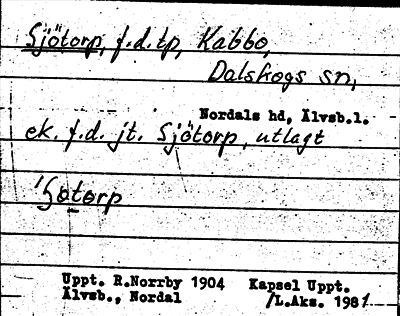 Sjötorp, f.d.tp, Kabbo,
Dalskogs sn,
Nordals hd, Älvsb.l.
ek. f.d. jt. Sjötorp, utlagt
Uppt. R.Norrby 1904 Kapsel Uppt.
Älvsb., Nordal /L.Aks. 1981